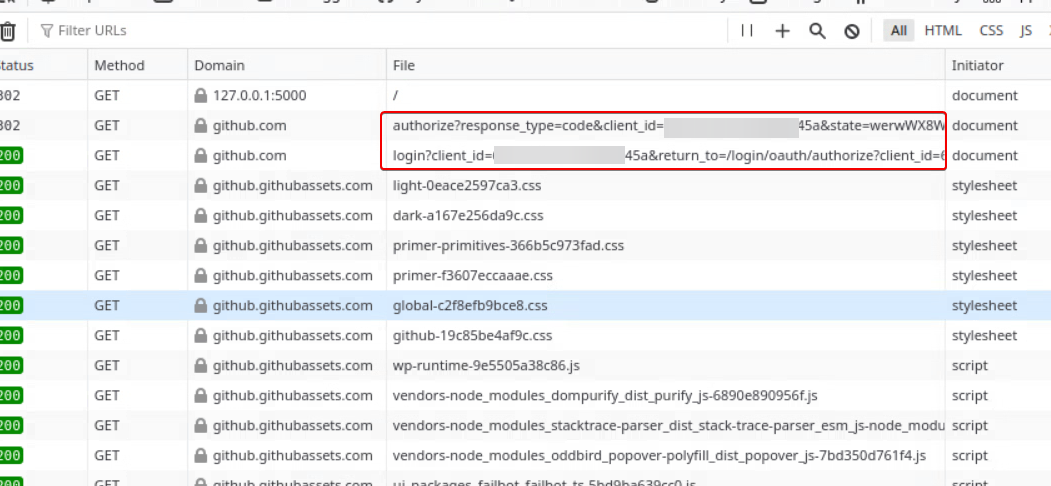 Filter URLs All HTML CSS JS
Status Method Domain File Initiator
302 GET 127.0.0.1:5000 / document
302 GET github.com authorize?response_type=code&client_id= 45a&state=werwWX8W document
200 GET github.com login?client_id= 45a&return_to=/login/oauth/authorize?client_id=6 document
200 GET github.githubassets.com light-0eace2597ca3.css stylesheet
200 GET github.githubassets.com dark-a167e256da9c.css stylesheet
200 GET github.githubassets.com primer-primitives-366b5c973fad.css stylesheet
200 GET github.githubassets.com primer-f3607eccaaae.css stylesheet
200 GET github.githubassets.com global-c2f8efb9bce8.css stylesheet
200 GET github.githubassets.com github-19c85be4af9c.css stylesheet
200 GET github.githubassets.com wp-runtime-9e5505a38c86.js script
200 GET github.githubassets.com vendors-node_modules_dompurify_dist_purify_js-6890e890956f.js script
200 GET github.githubassets.com vendors-node_modules_stacktrace-parser_dist_stack-trace-parser_esm_js-node_modu script
200 GET github.githubassets.com vendors-node_modules_oddbird_popover-polyfill_dist_popover_js-7bd350d761f4.js script
200 GET github.githubassets.com ui_packages_failbot_failbot_ts-5bd9ba639cc0.js script